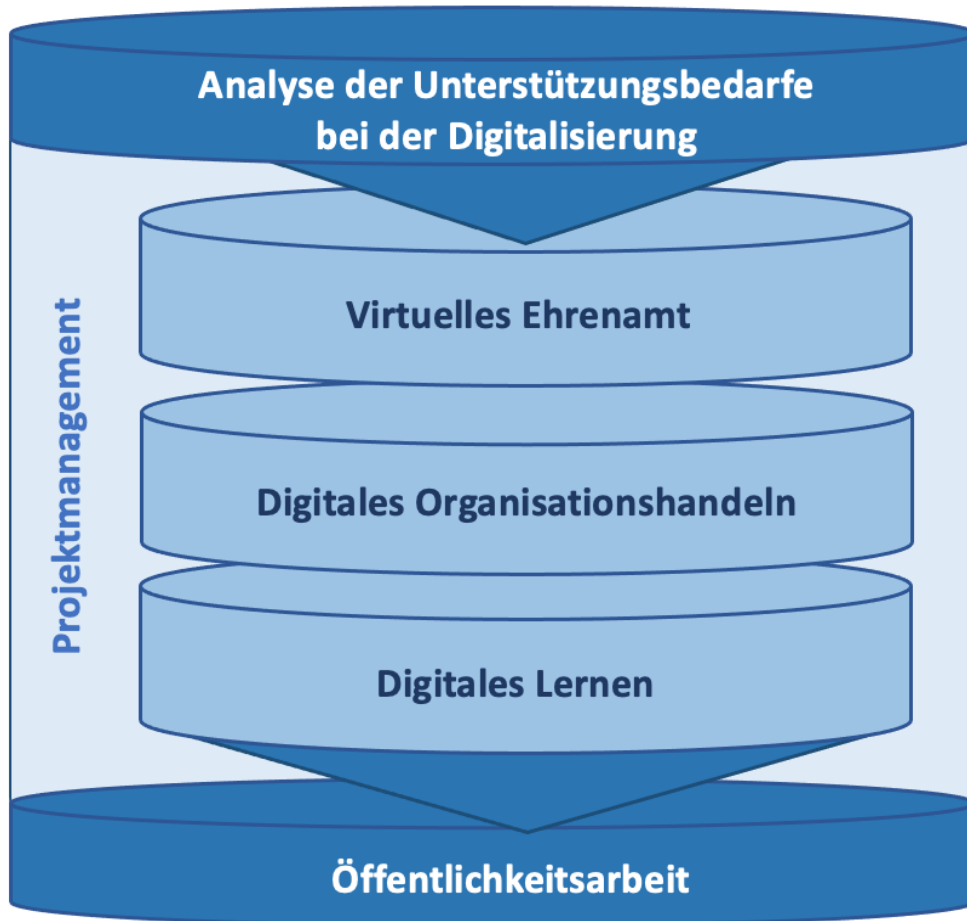 Analyse der Unterstützungsbedarfe
bei der Digitalisierung
Projektmanagement
Virtuelles Ehrenamt
Digitales Organisationshandeln
Digitales Lernen
Öffentlichkeitsarbeit